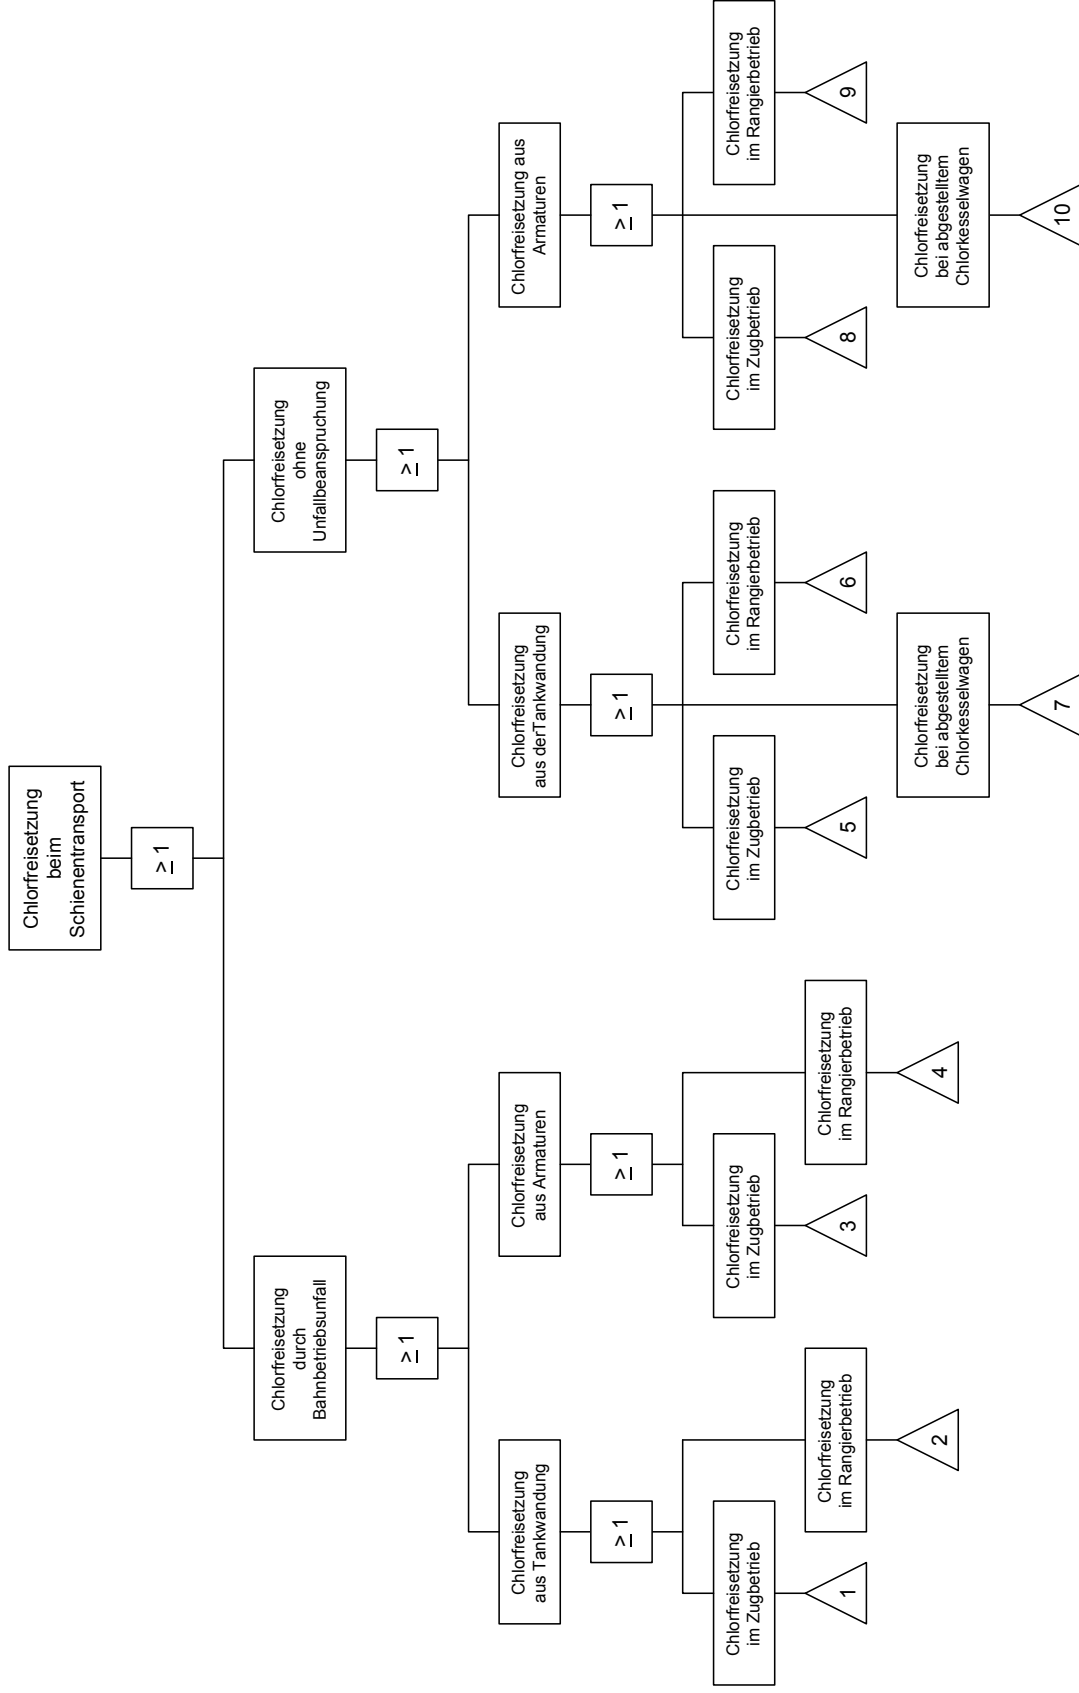 Chlorfreisetzung
beim
Schienentransport
≥ 1
Chlorfreisetzung
durch
Bahnbetriebsunfall
≥ 1
Chlorfreisetzung
ohne
Unfallbeanspruchung
≥ 1
Chlorfreisetzung
aus Tankwandung
≥ 1
Chlorfreisetzung
aus Armaturen
≥ 1
Chlorfreisetzung
aus derTankwandung
≥ 1
Chlorfreisetzung aus
Armaturen
≥ 1
Chlorfreisetzung
im Zugbetrieb
1
Chlorfreisetzung
im Rangierbetrieb
2
Chlorfreisetzung
im Zugbetrieb
3
Chlorfreisetzung
im Rangierbetrieb
4
Chlorfreisetzung
im Zugbetrieb
5
Chlorfreisetzung
im Rangierbetrieb
6
Chlorfreisetzung
bei abgestelltem
Chlorkesselwagen
7
Chlorfreisetzung
im Zugbetrieb
8
Chlorfreisetzung
im Rangierbetrieb
9
Chlorfreisetzung
bei abgestelltem
Chlorkesselwagen
10